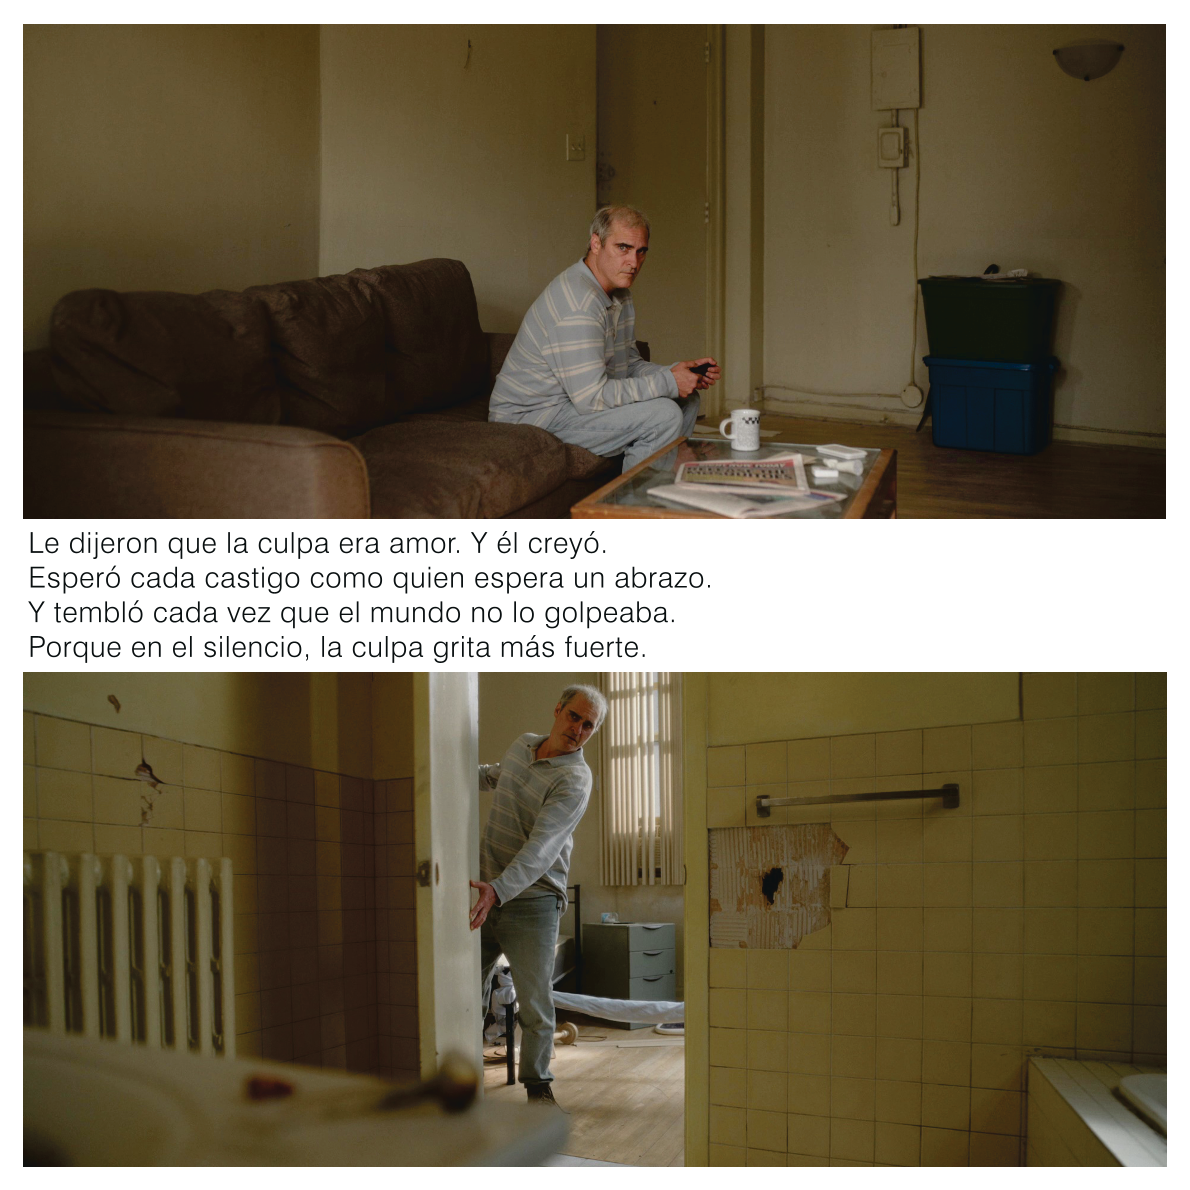 Le dijeron que la culpa era amor. Y él creyó.
Esperó cada castigo como quien espera un abrazo.
Y tembló cada vez que el mundo no lo golpeaba.
Porque en el silencio, la culpa grita más fuerte.